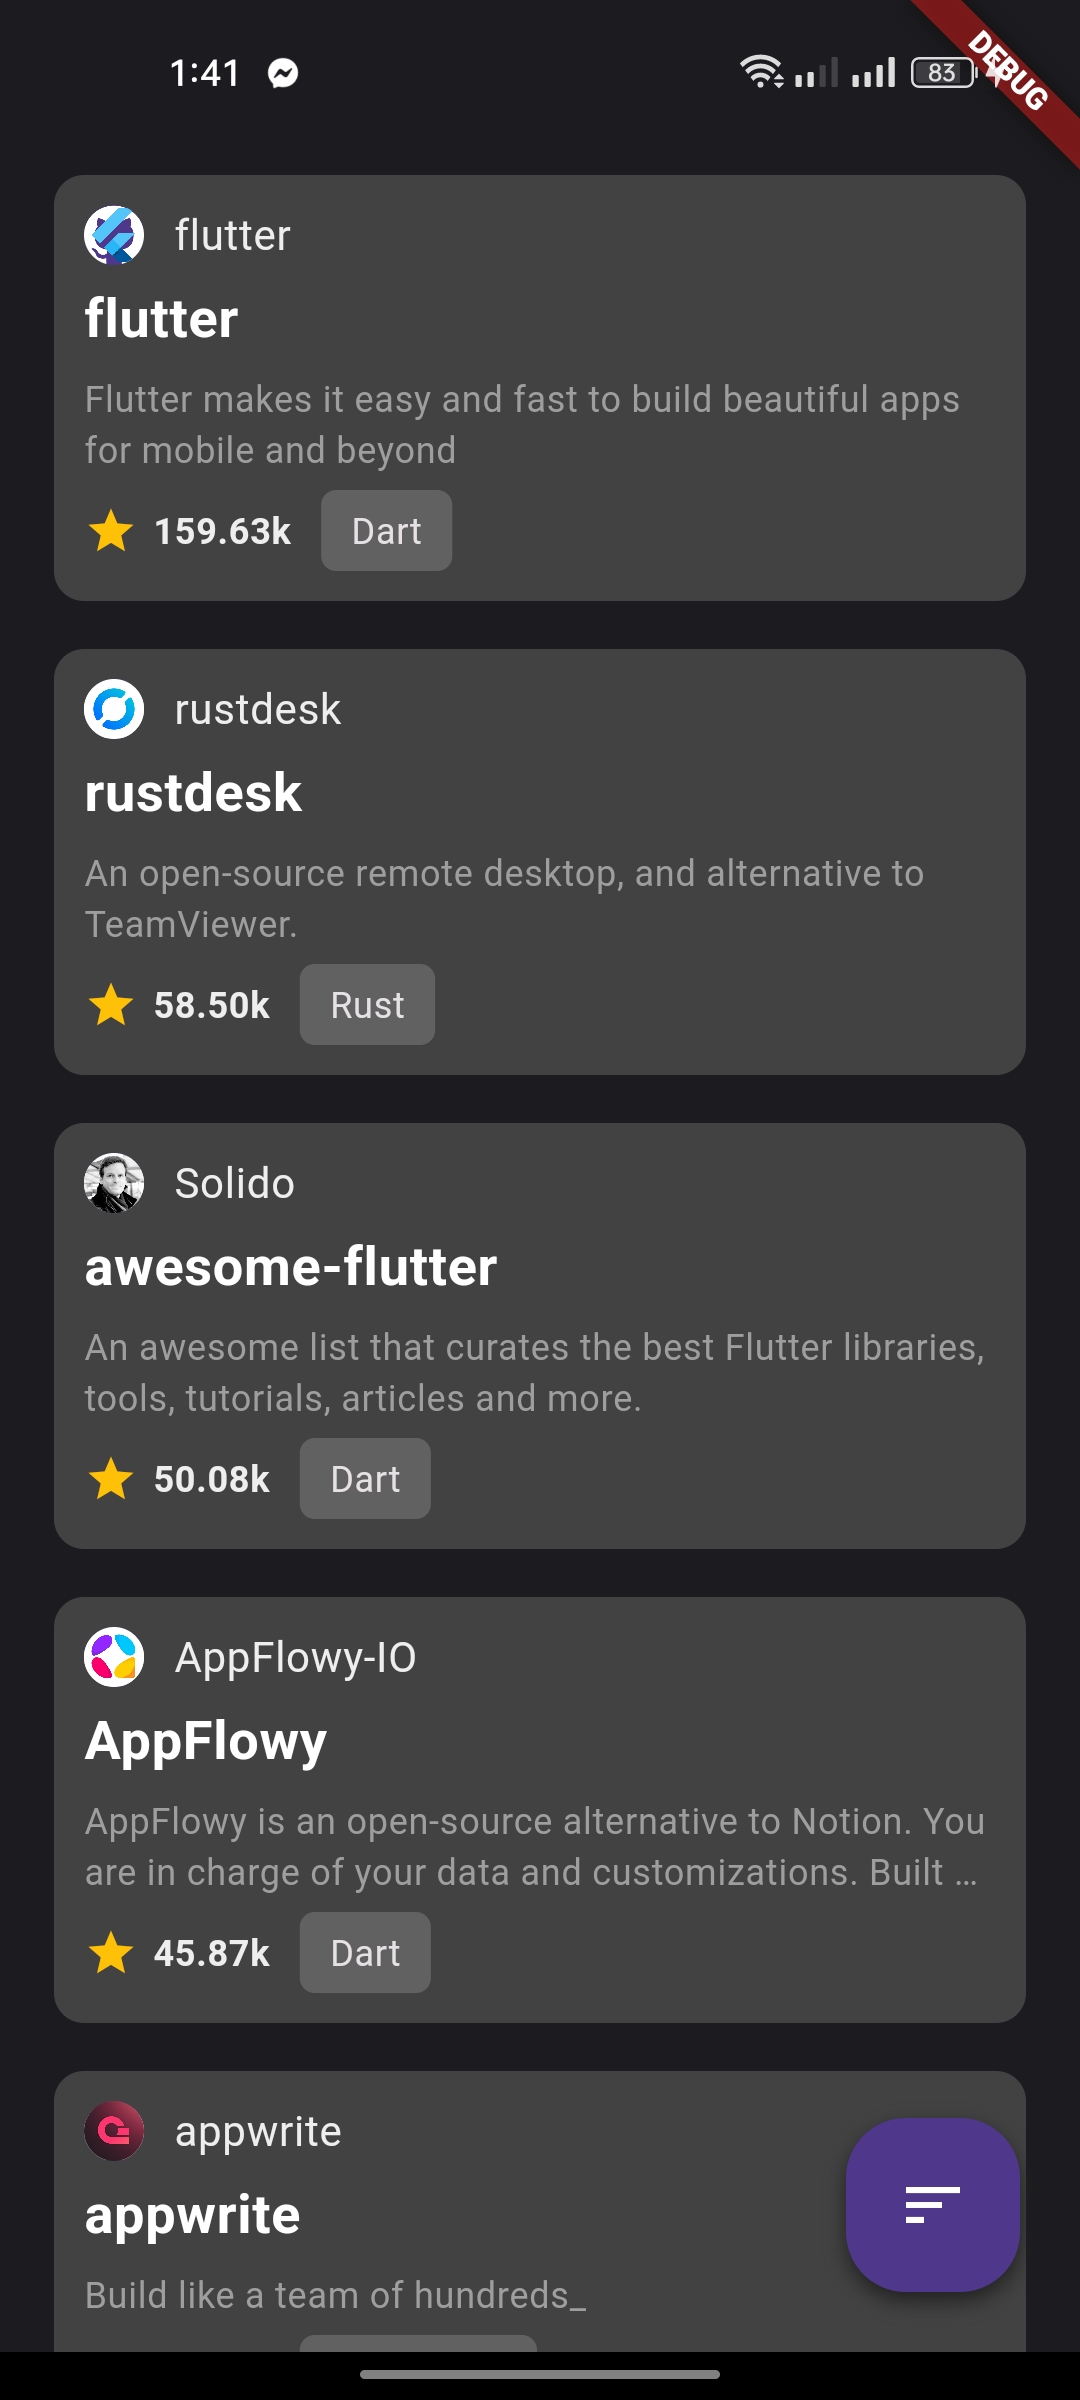 1:41
83
DEBUG
flutter
flutter
Flutter makes it easy and fast to build beautiful apps
for mobile and beyond
159.63k Dart
rustdesk
rustdesk
An open-source remote desktop, and alternative to
TeamViewer.
58.50k Rust
Solido
awesome-flutter
An awesome list that curates the best Flutter libraries,
tools, tutorials, articles and more.
50.08k Dart
AppFlowy-IO
AppFlowy
AppFlowy is an open-source alternative to Notion. You
are in charge of your data and customizations. Built ...
45.87k Dart
appwrite
appwrite
Build like a team of hundreds_